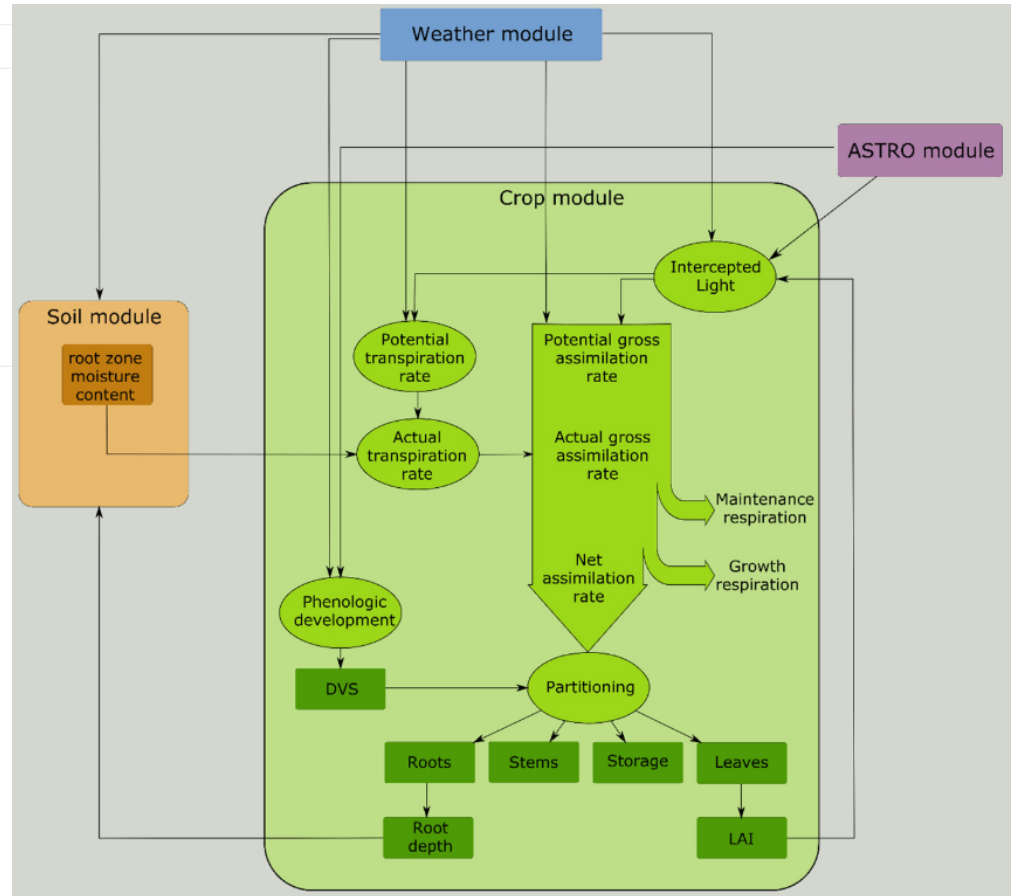 Weather module
ASTRO module
Crop module
Intercepted
Light
Soil module
root zone
moisture
content
Potential
transpiration
rate
Potential gross
assimilation
rate
Actual
transpiration
rate
Actual gross
assimilation
rate
Maintenance
respiration
Net
assimilation
rate
Growth
respiration
Phenologic
development
DVS
Partitioning
Roots
Stems
Storage
Leaves
Root
depth
LAI